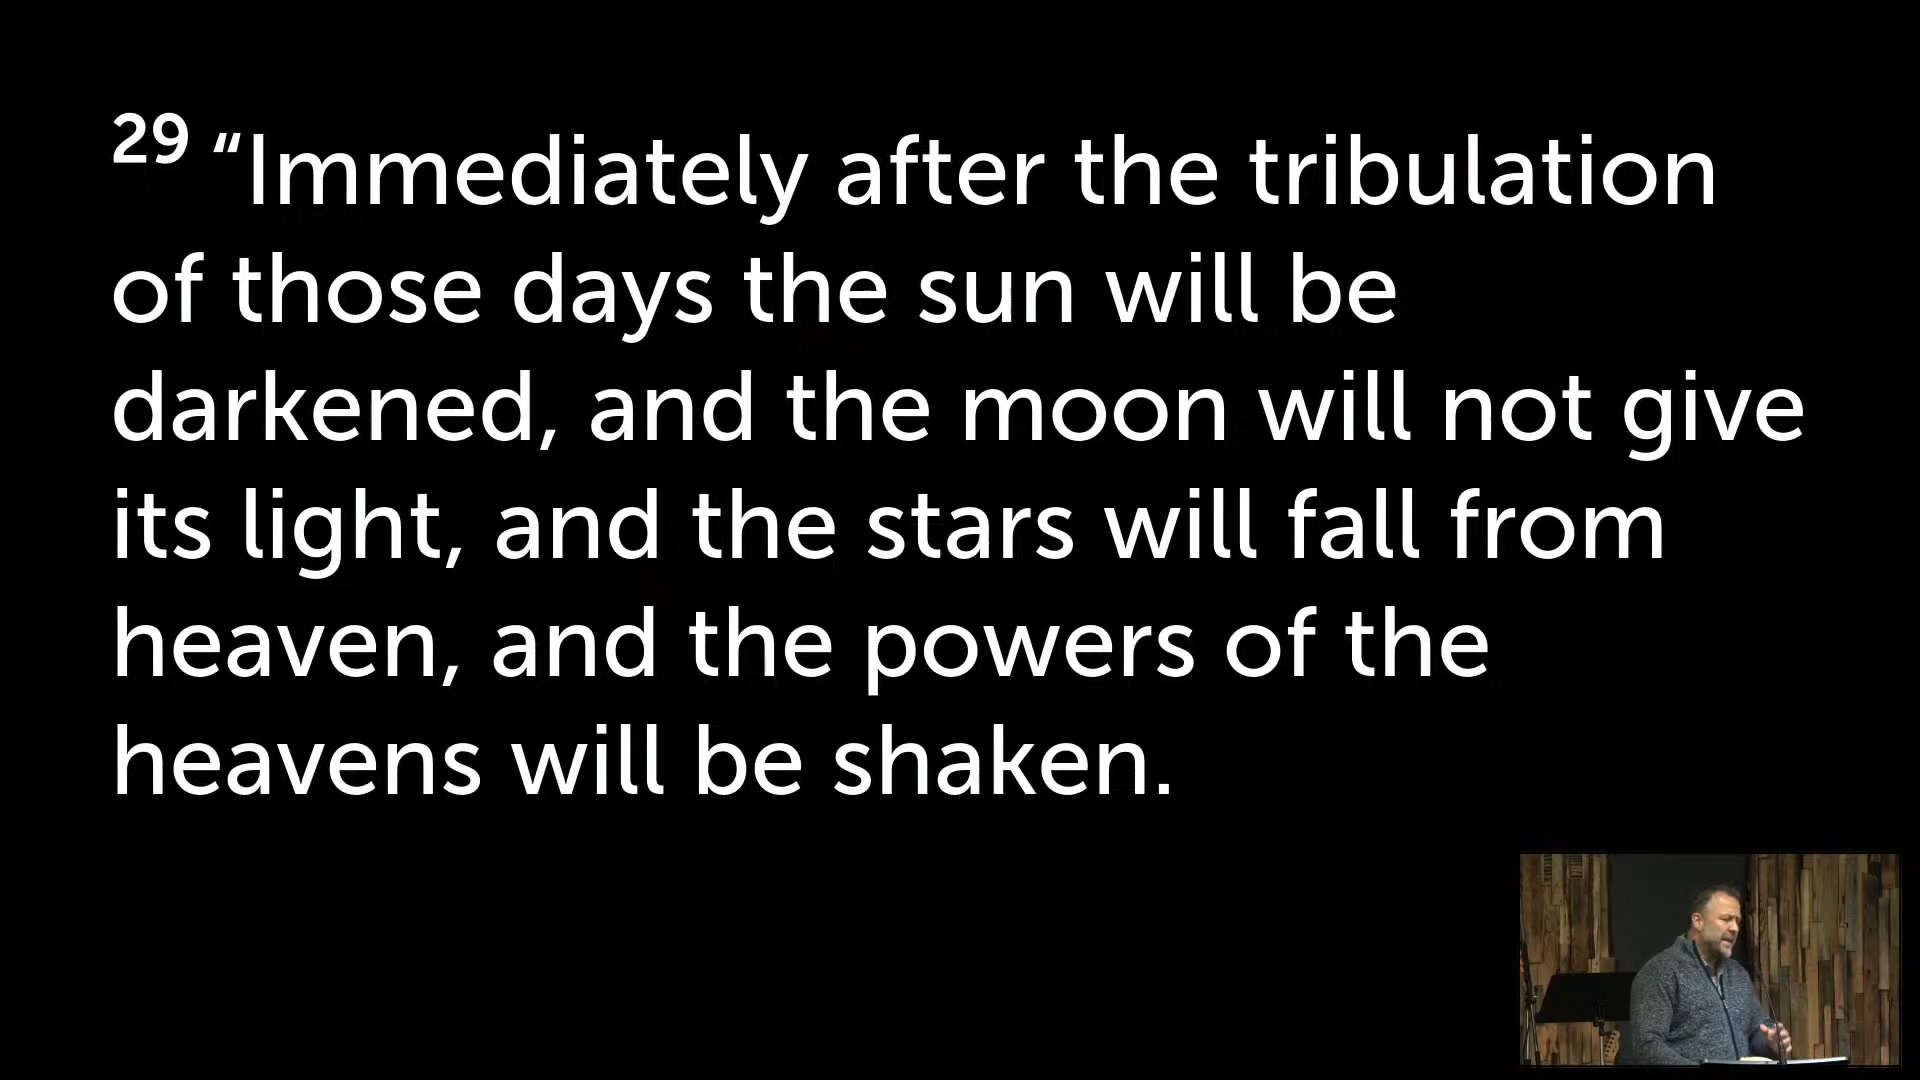 29 “Immediately after the tribulation
of those days the sun will be
darkened, and the moon will not give
its light, and the stars will fall from
heaven, and the powers of the
heavens will be shaken.